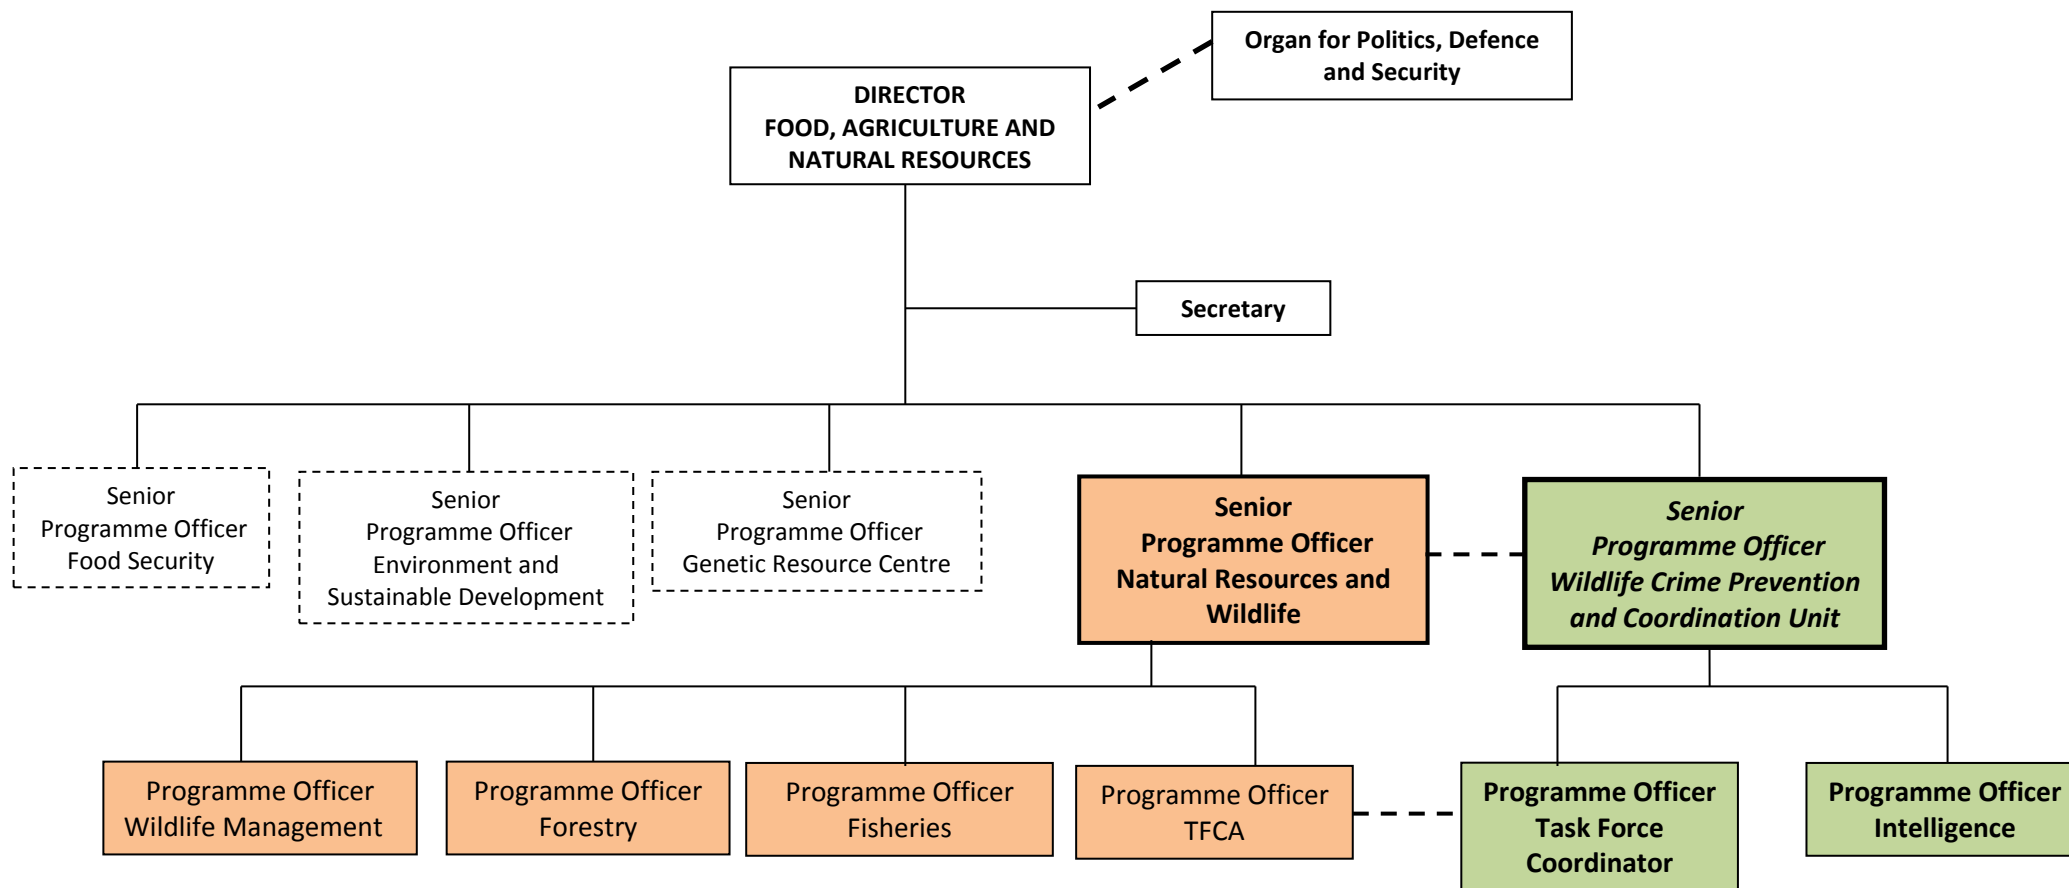 Organ for Politics, Defence
and Security
DIRECTOR
FOOD, AGRICULTURE AND
NATURAL RESOURCES
Secretary
Senior
Programme Officer
Food Security
Senior
Programme Officer
Environment and
Sustainable Development
Senior
Programme Officer
Genetic Resource Centre
Senior
Programme Officer
Natural Resources and
Wildlife
Senior
Programme Officer
Wildlife Crime Prevention
and Coordination Unit
Programme Officer
Wildlife Management
Programme Officer
Forestry
Programme Officer
Fisheries
Programme Officer
TFCA
Programme Officer
Task Force
Coordinator
Programme Officer
Intelligence